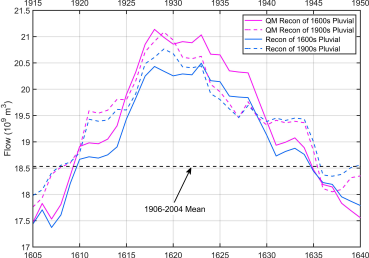 1915 1920 1925 1930 1935 1940 1945 1950
21.5
21
20.5
20
19.5
19
18.5
18
17.5
17
Flow (10⁹ m³)
QM Recon of 1600s Pluvial
QM Recon of 1900s Pluvial
Recon of 1600s Pluvial
Recon of 1900s Pluvial
1906-2004 Mean
1605 1610 1615 1620 1625 1630 1635 1640